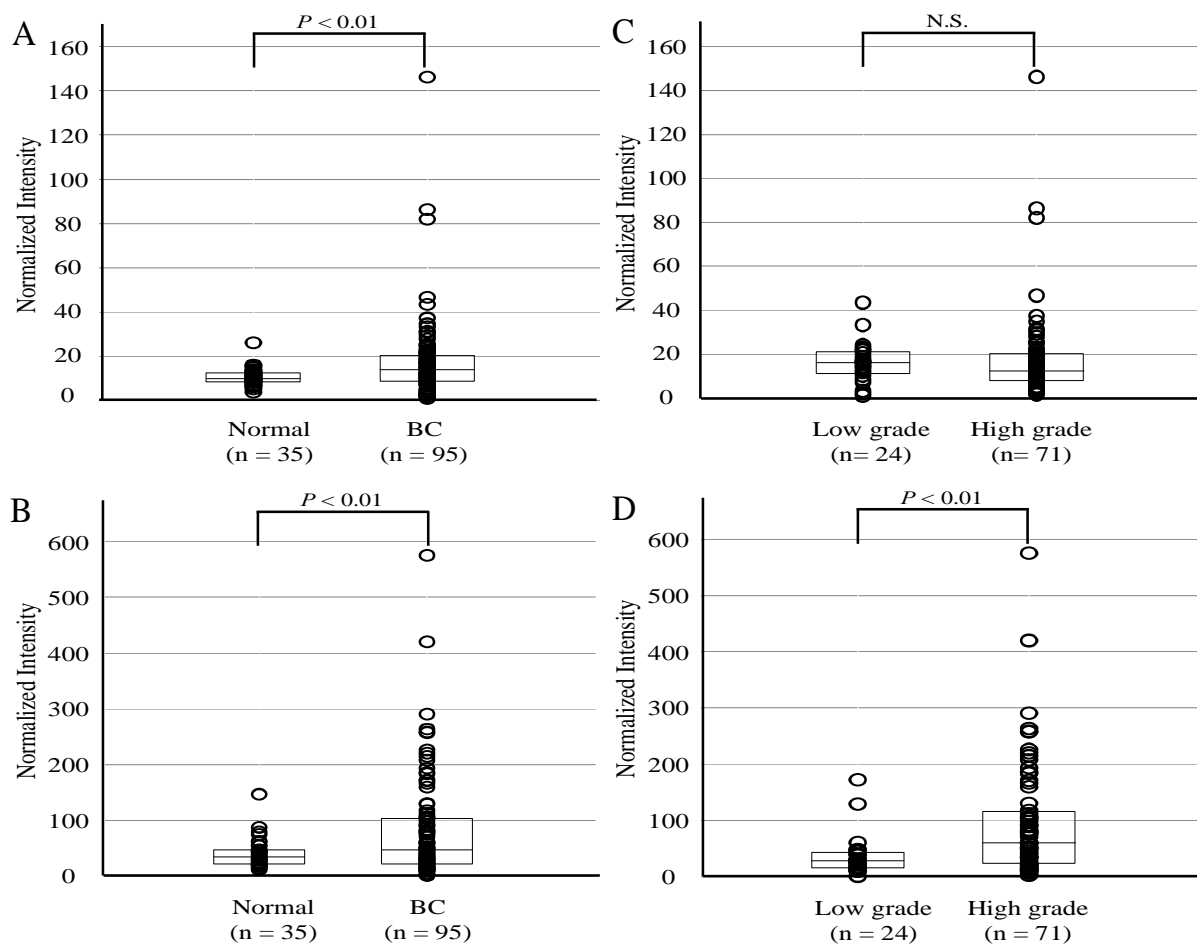 A
P < 0.01
Normalized Intensity
160
140
120
100
80
60
40
20
0
Normal
(n = 35)
BC
(n = 95)
C
N.S.
Normalized Intensity
160
140
120
100
80
60
40
20
0
Low grade
(n= 24)
High grade
(n= 71)
B
P < 0.01
Normalized Intensity
600
500
400
300
200
100
0
Normal
(n = 35)
BC
(n = 95)
D
P < 0.01
Normalized Intensity
600
500
400
300
200
100
0
Low grade
(n = 24)
High grade
(n = 71)